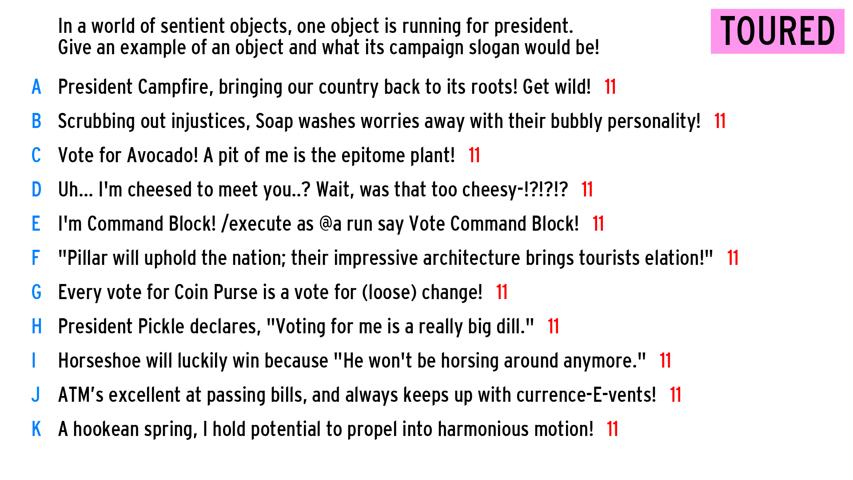 In a world of sentient objects, one object is running for president.
Give an example of an object and what its campaign slogan would be!
TOURED
A President Campfire, bringing our country back to its roots! Get wild! 11
B Scrubbing out injustices, Soap washes worries away with their bubbly personality! 11
C Vote for Avocado! A pit of me is the epitome plant! 11
D Uh... I'm cheesed to meet you..? Wait, was that too cheesy-!?!?!? 11
E I'm Command Block! /execute as @a run say Vote Command Block! 11
F "Pillar will uphold the nation; their impressive architecture brings tourists elation!" 11
G Every vote for Coin Purse is a vote for (loose) change! 11
H President Pickle declares, "Voting for me is a really big dill." 11
I Horseshoe will luckily win because "He won't be horsing around anymore." 11
J ATM’s excellent at passing bills, and always keeps up with currence-E-vents! 11
K A hookean spring, I hold potential to propel into harmonious motion! 11